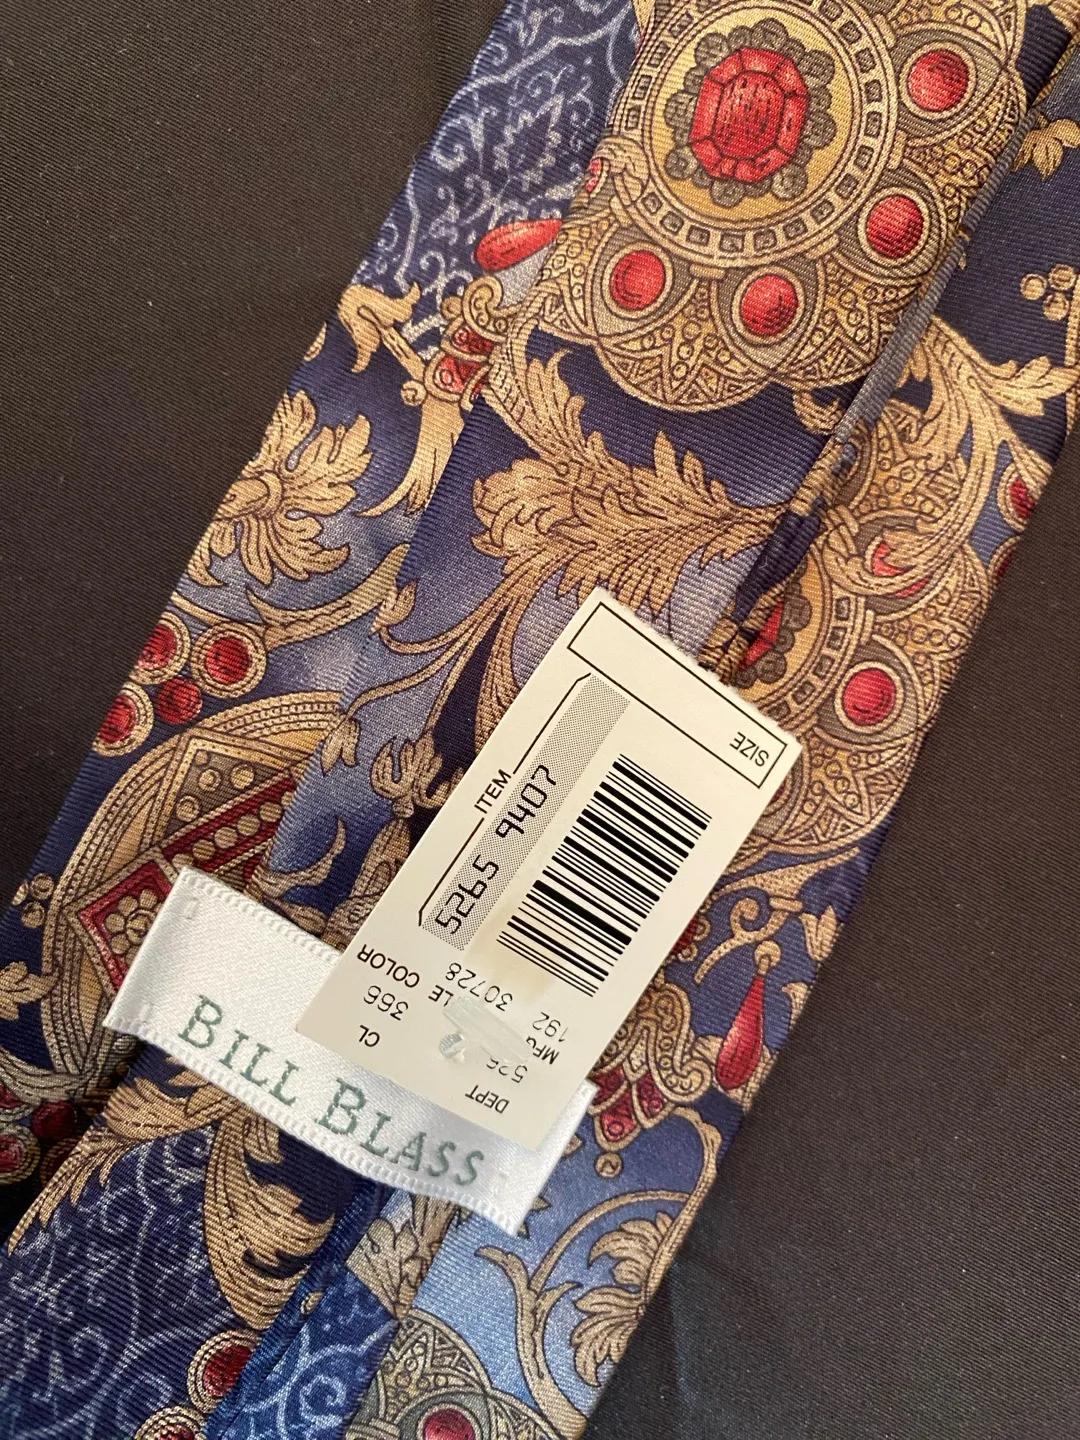 SIZE
ITEM
5265 9407
CL
366
COLOR
30728
DEPT
MFG
192
BILL BLASS